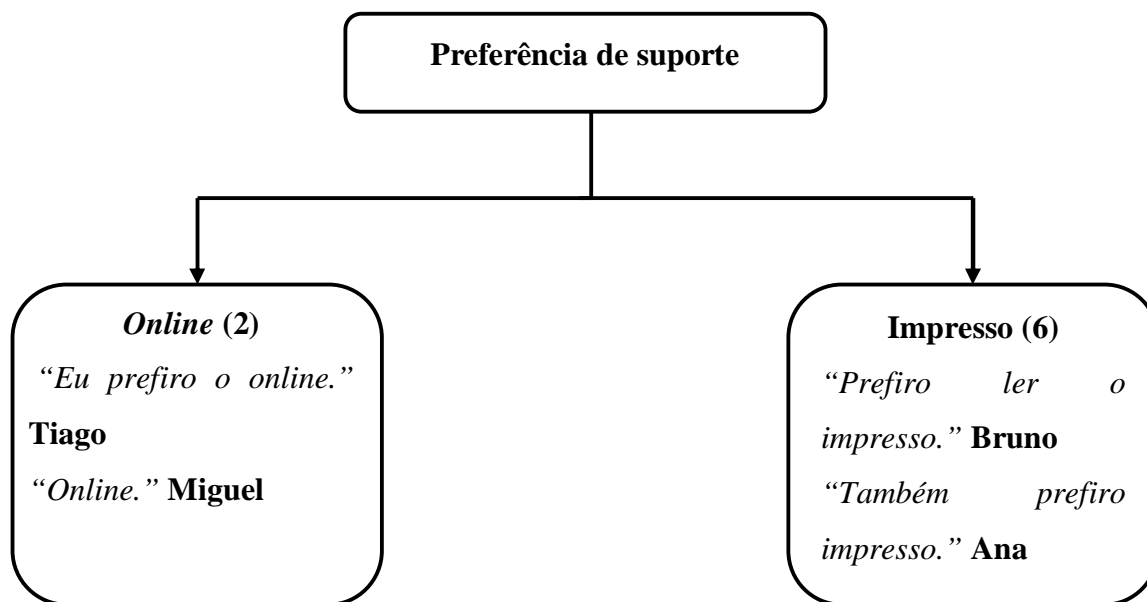 Preferência de suporte
Online (2)
“Eu prefiro o online.”
Tiago
“Online.” Miguel
Impresso (6)
“Prefiro ler o
impresso.” Bruno
“Também prefiro
impresso.” Ana